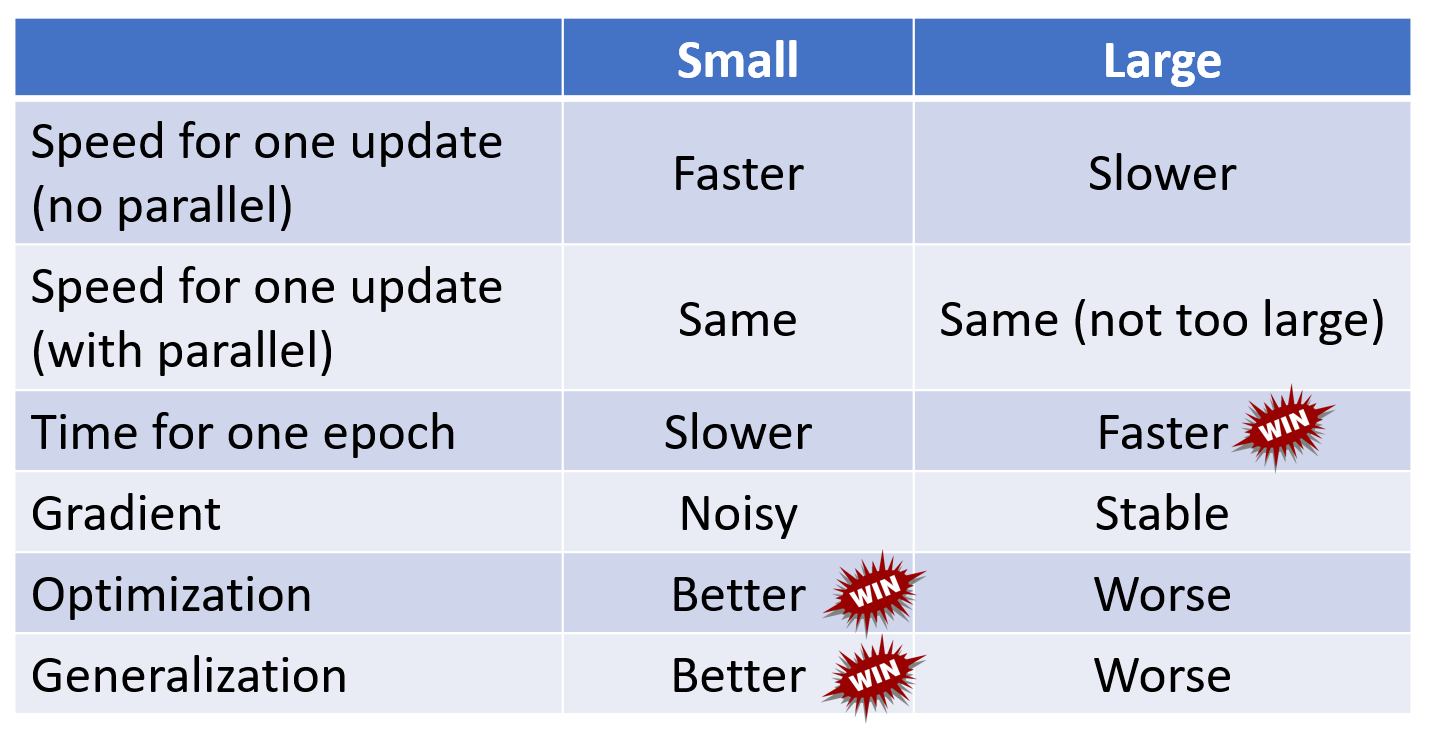 Small Large
Speed for one update
(no parallel)
Faster Slower
Speed for one update
(with parallel)
Same Same (not too large)
Time for one epoch Slower Faster WIN
Gradient Noisy Stable
Optimization Better WIN Worse
Generalization Better WIN Worse